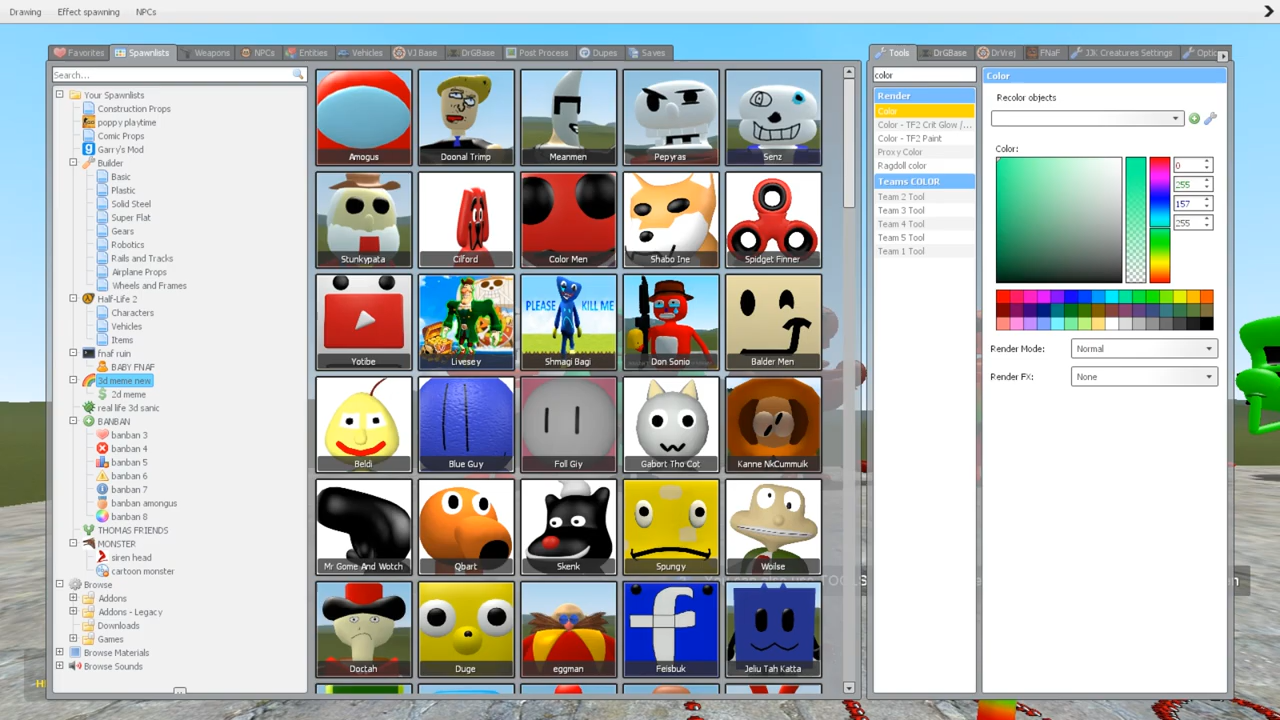 Drawing Effect spawning NPCs
Favorites Spawnlists Weapons NPCs Entities Vehicles VJ Base DrGBase Post Process Dupes Saves
Search...
Your Spawnlists
Construction Props
poppy playtime
Comic Props
Garry's Mod
Builder
Basic
Plastic
Solid Steel
Super Flat
Gears
Robotics
Rails and Tracks
Airplane Props
Wheels and Frames
Half-Life 2
Characters
Vehicles
Items
fnaf ruin
BABY FNAF
3d meme new
2d meme
real life 3d sanic
BANBAN
banban 3
banban 4
banban 5
banban 6
banban 7
banban amongus
banban 8
THOMAS FRIENDS
MONSTER
siren head
cartoon monster
Browse
Addons
Addons - Legacy
Downloads
Games
Browse Materials
Browse Sounds
Amogus Doonal Trimp Meanmen Pepyras Senz
Stunkypata Cilford Color Men Shabo Ine Spidget Finner
PLEASE KILL ME
Yotibe Livesey Shmagi Bagi Don Sonio Balder Men
Beldi Blue Guy Foll Giy Gabort Tho Cot Kanne NkCummuik
Mr Gome And Wotch Qbart Skenk Spungy Wolse
Doctah Duge eggman Feisbuk Jeliu Tah Katta
Tools DrGBase DrVrej FNaF JJK Creatures Settings Optic
color
Render
Color
Color - TF2 Crit Glow /...
Color - TF2 Paint
Proxy Color
Ragdoll color
Teams COLOR
Team 2 Tool
Team 3 Tool
Team 4 Tool
Team 5 Tool
Team 1 Tool
Color
Recolor objects
Color:
0
255
157
255
Render Mode: Normal
Render FX: None